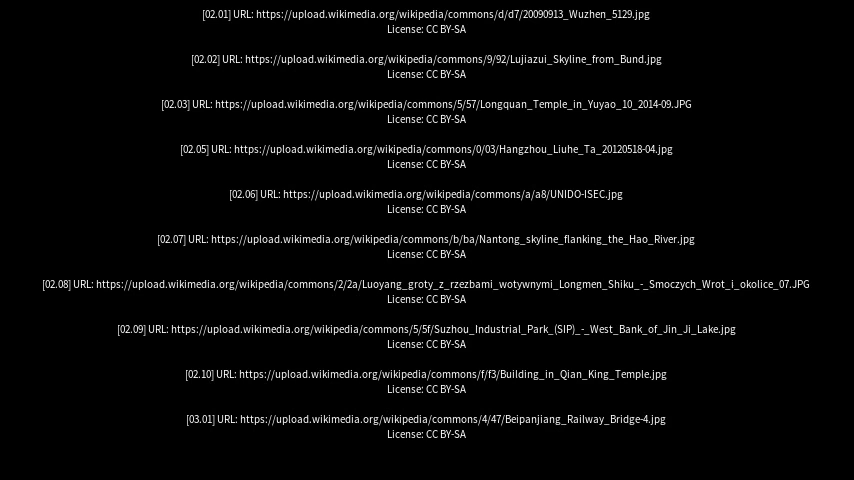 [02.01] URL: https://upload.wikimedia.org/wikipedia/commons/d/d7/20090913_Wuzhen_5129.jpg
License: CC BY-SA
[02.02] URL: https://upload.wikimedia.org/wikipedia/commons/9/92/Lujiazui_Skyline_from_Bund.jpg
License: CC BY-SA
[02.03] URL: https://upload.wikimedia.org/wikipedia/commons/5/57/Longquan_Temple_in_Yuyao_10_2014-09.JPG
License: CC BY-SA
[02.05] URL: https://upload.wikimedia.org/wikipedia/commons/0/03/Hangzhou_Liuhe_Ta_20120518-04.jpg
License: CC BY-SA
[02.06] URL: https://upload.wikimedia.org/wikipedia/commons/a/a8/UNIDO-ISEC.jpg
License: CC BY-SA
[02.07] URL: https://upload.wikimedia.org/wikipedia/commons/b/ba/Nantong_skyline_flanking_the_Hao_River.jpg
License: CC BY-SA
[02.08] URL: https://upload.wikimedia.org/wikipedia/commons/2/2a/Luoyang_groty_z_rzezbami_wotywnymi_Longmen_Shiku_-_Smoczych_Wrot_i_okolice_07.JPG
License: CC BY-SA
[02.09] URL: https://upload.wikimedia.org/wikipedia/commons/5/5f/Suzhou_Industrial_Park_(SIP)_-_West_Bank_of_Jin_Ji_Lake.jpg
License: CC BY-SA
[02.10] URL: https://upload.wikimedia.org/wikipedia/commons/f/f3/Building_in_Qian_King_Temple.jpg
License: CC BY-SA
[03.01] URL: https://upload.wikimedia.org/wikipedia/commons/4/47/Beipanjiang_Railway_Bridge-4.jpg
License: CC BY-SA